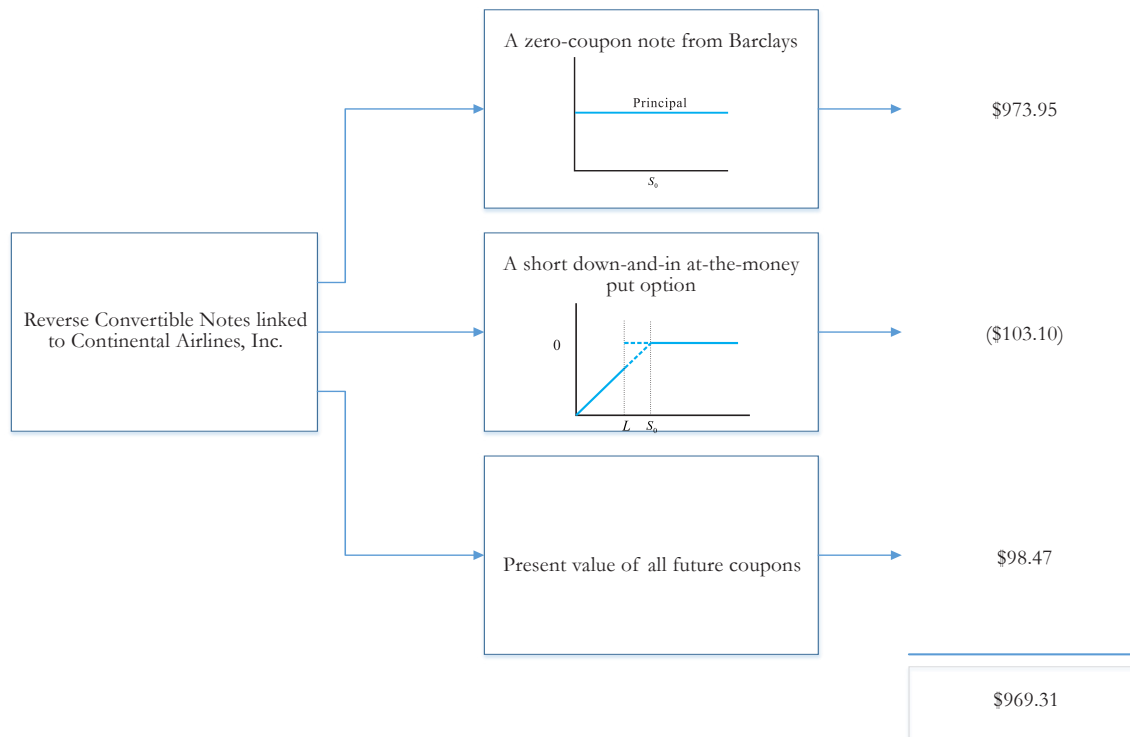 A zero-coupon note from Barclays
Principal
S₀
$973.95
Reverse Convertible Notes linked
to Continental Airlines, Inc.
A short down-and-in at-the-money
put option
0
L S₀
($103.10)
Present value of all future coupons
$98.47
$969.31